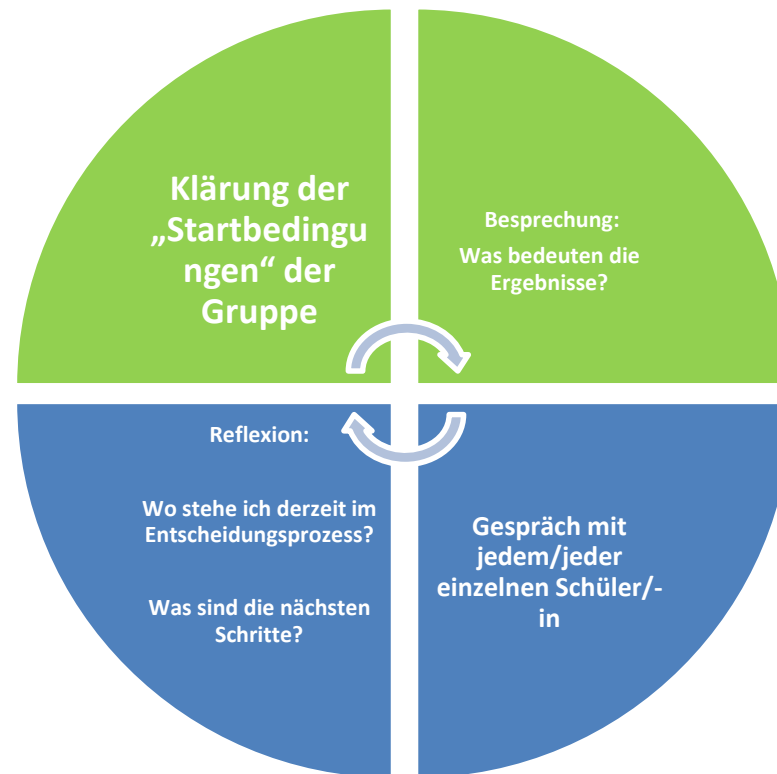 Klärung der
„Startbedingu
ngen“ der
Gruppe
Besprechung:
Was bedeuten die
Ergebnisse?
Reflexion:
Wo stehe ich derzeit im
Entscheidungsprozess?
Was sind die nächsten
Schritte?
Gespräch mit
jedem/jeder
einzelnen Schüler/-
in